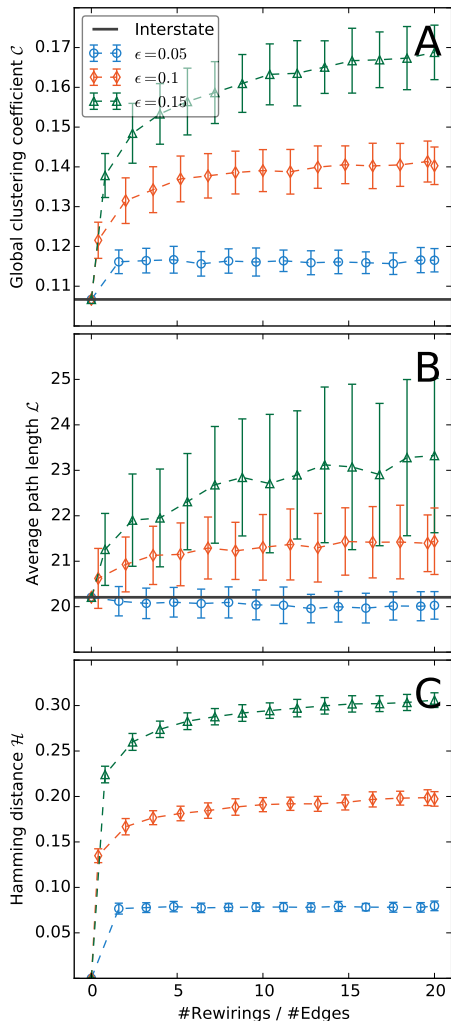 A
Interstate
ϵ=0.05
ϵ=0.1
ϵ=0.15
Global clustering coefficient 𝒞
0.17
0.16
0.15
0.14
0.13
0.12
0.11
B
Average path length ℒ
25
24
23
22
21
20
C
Hamming distance ℋ
0.30
0.25
0.20
0.15
0.10
0.05
0 5 10 15 20
#Rewirings / #Edges